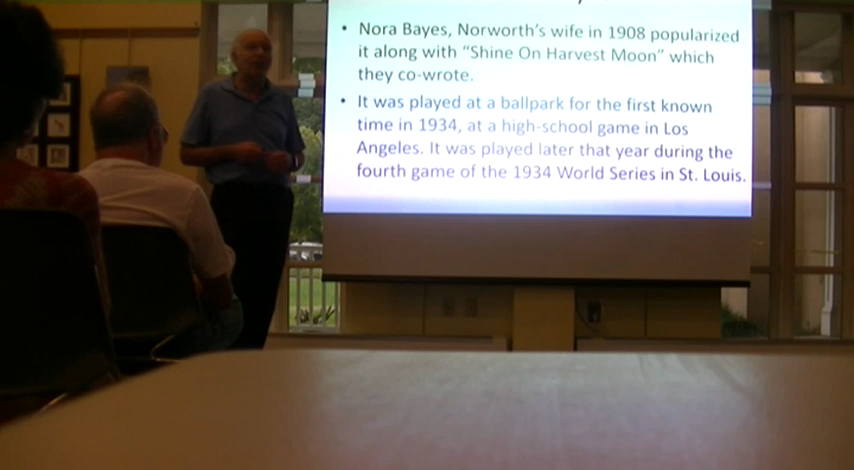 • Nora Bayes, Norworth's wife in 1908 popularized
it along with "Shine On Harvest Moon" which
they co-wrote.
• It was played at a ballpark for the first known
time in 1934, at a high-school game in Los
Angeles. It was played later that year during the
fourth game of the 1934 World Series in St. Louis.